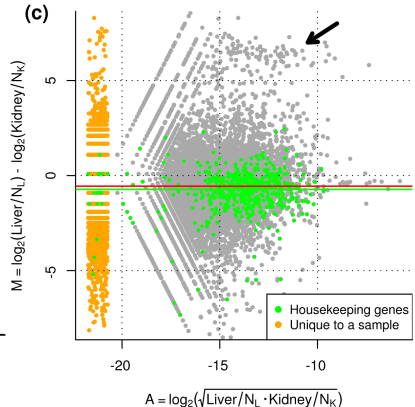 (c)
M = log2(Liver/NL) - log2(Kidney/NK)
5
0
-5
Housekeeping genes
Unique to a sample
-20 -15 -10
A = log2(√Liver/NL · Kidney/NK)